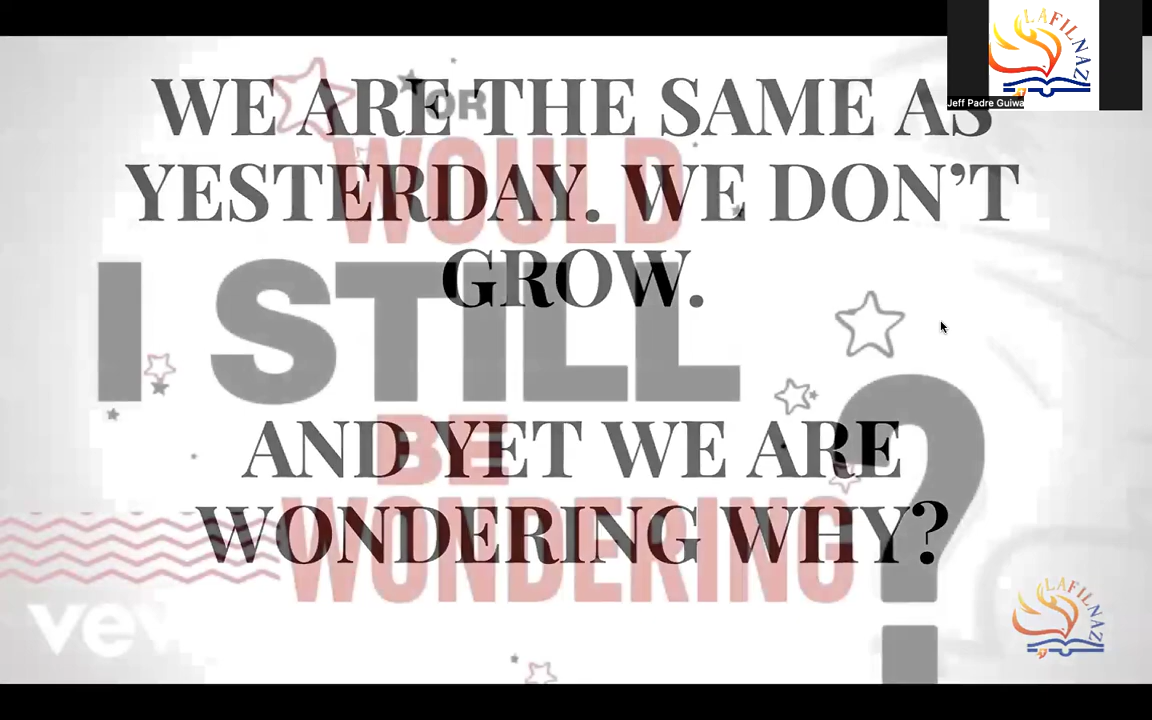 LAFILNAZ
Jeff Padre Guiwa
WE ARE THE SAME AS
YESTERDAY. WE DON'T
GROW.
AND YET WE ARE
WONDERING WHY?
OR
WOULD
I STILL
BE
WONDERING
?
LAFILNAZ